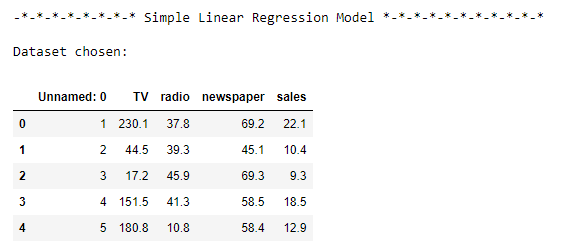 -*-*-*-*-*-*-*-* Simple Linear Regression Model *-*-*-*-*-*-*-*-*-*-*
Dataset chosen:
Unnamed: 0 TV radio newspaper sales
0 1 230.1 37.8 69.2 22.1
1 2 44.5 39.3 45.1 10.4
2 3 17.2 45.9 69.3 9.3
3 4 151.5 41.3 58.5 18.5
4 5 180.8 10.8 58.4 12.9